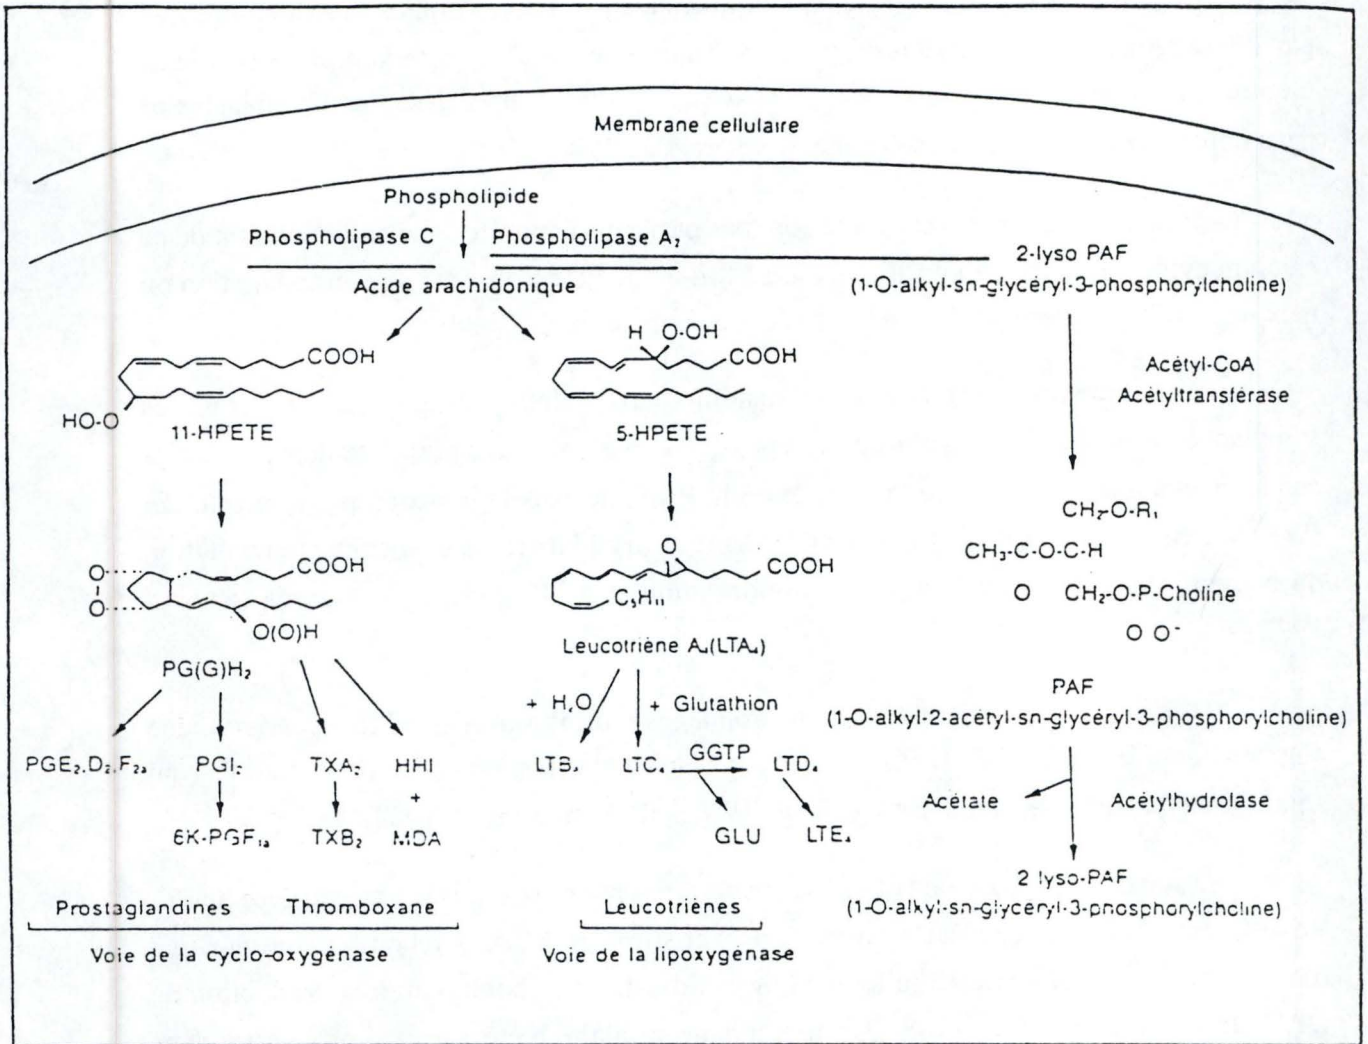 Membrane cellulaire
Phospholipide
Phospholipase C
Phospholipase A₂
2-lyso PAF
(1-O-alkyl-sn-glycéryl-3-phosphorylcholine)
Acide arachidonique
H O-OH
COOH
COOH
HO-O
11-HPETE
5-HPETE
Acétyl-CoA
Acétyltransférase
CH₂-O-R₁
CH₃-C-O-C-H
O CH₂-O-P-Choline
O O⁻
O
O
COOH
O(O)H
O
COOH
C₅H₁₁
PG(G)H₂
Leucotriène A₄(LTA₄)
+ H₂O
+ Glutathion
PAF
(1-O-alkyl-2-acétyl-sn-glycéryl-3-phosphorylcholine)
PGE₂.D₂.F₂ₐ PGI₂ TXA₂ HHI
LTB₄ LTC₄ GGTP LTD₄
+
6K-PGF₁ₐ TXB₂ MDA
GLU LTE₄
Acétate
Acétylhydrolase
2 lyso-PAF
(1-O-alkyl-sn-glycéryl-3-phosphorylcholine)
Prostaglandines Thromboxane
Leucotriènes
Voie de la cyclo-oxygénase
Voie de la lipoxygénase